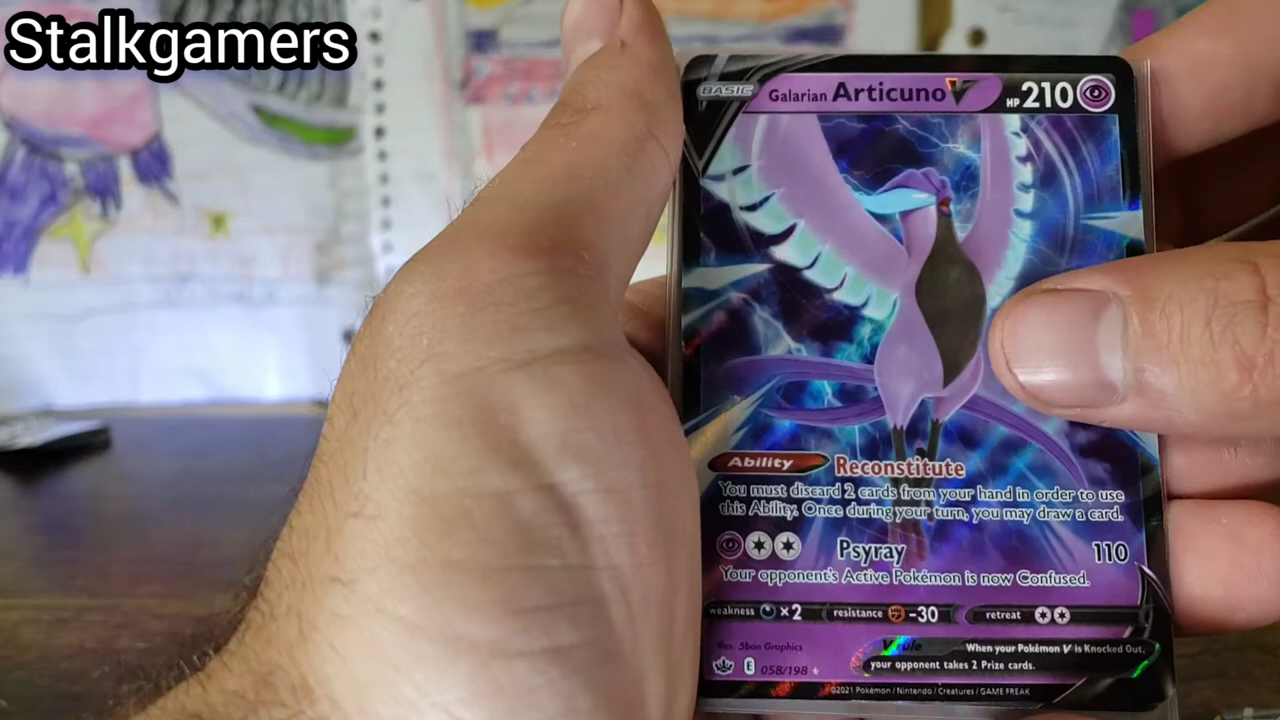 Stalkgamers
BASIC Galarian Articuno V HP 210
Ability Reconstitute
You must discard 2 cards from your hand in order to use
this Ability. Once during your turn, you may draw a card.
Psyray 110
Your opponent's Active Pokémon is now Confused.
weakness ×2 resistance -30 retreat
Illus. 5ban Graphics
V rule When your Pokémon V is Knocked Out,
your opponent takes 2 Prize cards.
E 058/198
©2021 Pokémon / Nintendo / Creatures / GAME FREAK